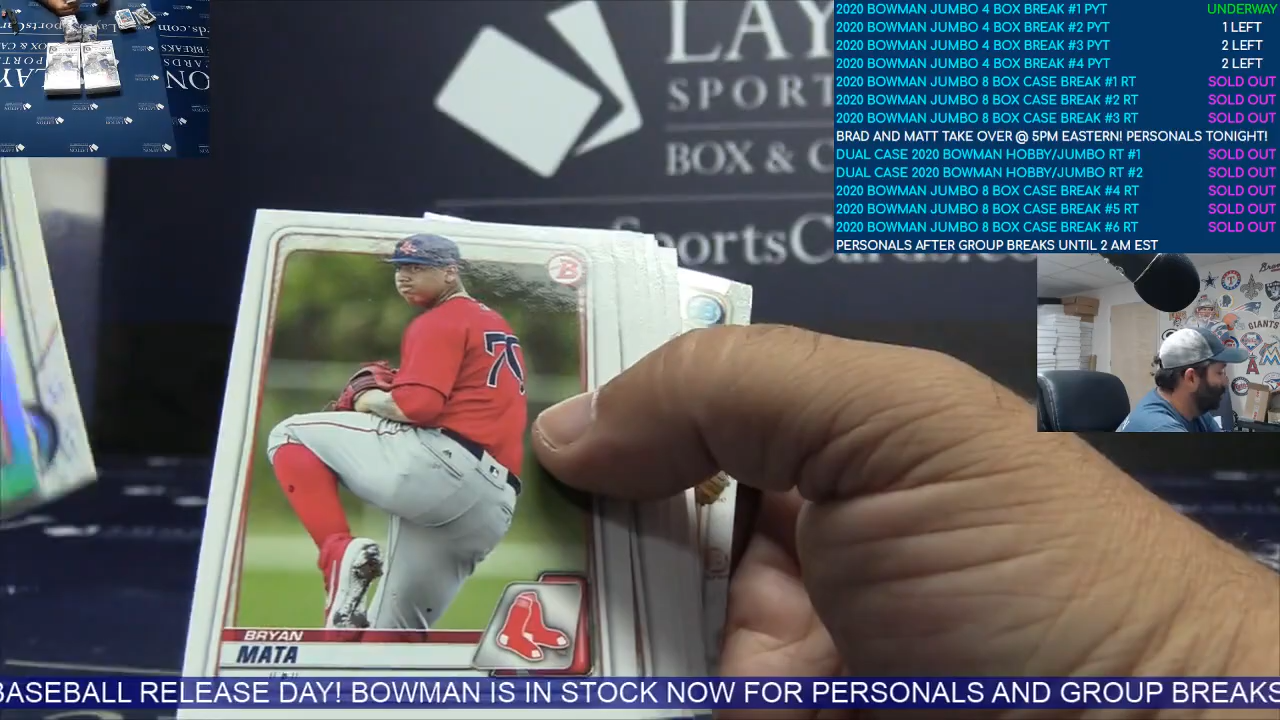 2020 BOWMAN JUMBO 4 BOX BREAK #1 PYT UNDERWAY
2020 BOWMAN JUMBO 4 BOX BREAK #2 PYT 1 LEFT
2020 BOWMAN JUMBO 4 BOX BREAK #3 PYT 2 LEFT
2020 BOWMAN JUMBO 4 BOX BREAK #4 PYT 2 LEFT
2020 BOWMAN JUMBO 8 BOX CASE BREAK #1 RT SOLD OUT
2020 BOWMAN JUMBO 8 BOX CASE BREAK #2 RT SOLD OUT
2020 BOWMAN JUMBO 8 BOX CASE BREAK #3 RT SOLD OUT
BRAD AND MATT TAKE OVER @ 5PM EASTERN! PERSONALS TONIGHT!
DUAL CASE 2020 BOWMAN HOBBY/JUMBO RT #1 SOLD OUT
DUAL CASE 2020 BOWMAN HOBBY/JUMBO RT #2 SOLD OUT
2020 BOWMAN JUMBO 8 BOX CASE BREAK #4 RT SOLD OUT
2020 BOWMAN JUMBO 8 BOX CASE BREAK #5 RT SOLD OUT
2020 BOWMAN JUMBO 8 BOX CASE BREAK #6 RT SOLD OUT
PERSONALS AFTER GROUP BREAKS UNTIL 2 AM EST
LAY
SPORT
BOX & C
SportsCards.co
B
70
BRYAN
MATA
GIANTS
BASEBALL RELEASE DAY! BOWMAN IS IN STOCK NOW FOR PERSONALS AND GROUP BREAKS